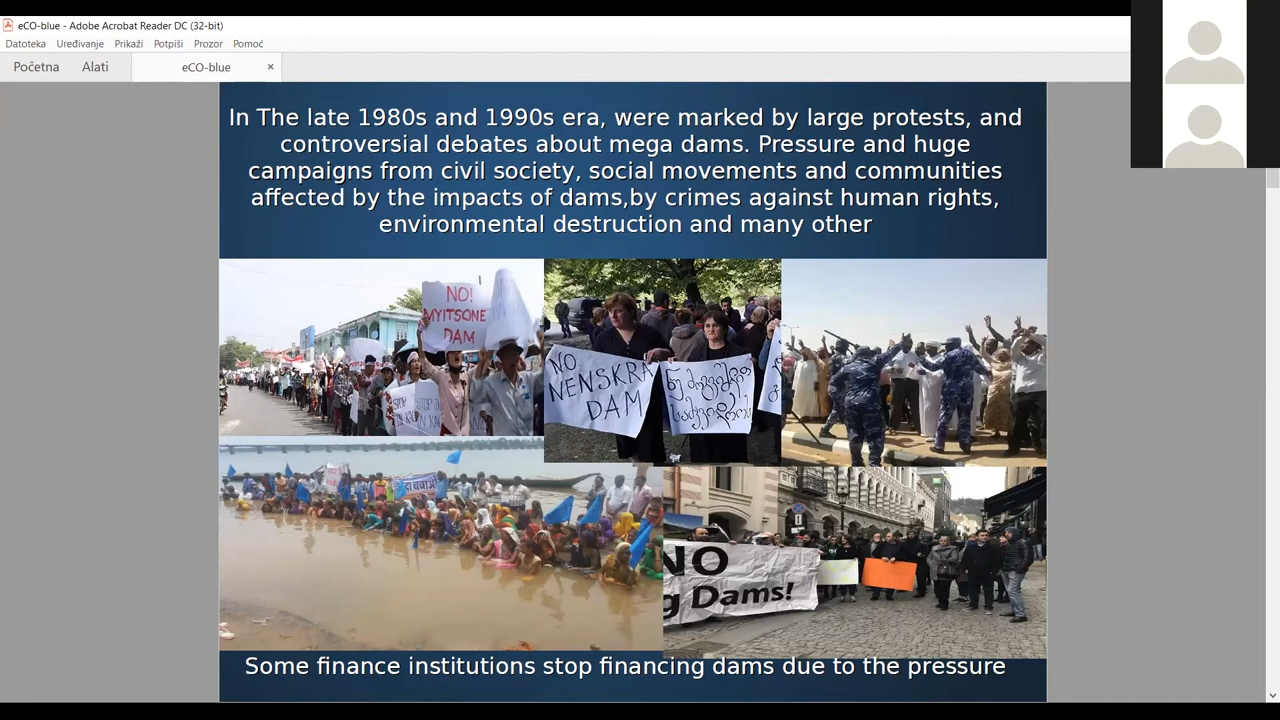 eCO-blue - Adobe Acrobat Reader DC (32-bit)
Datoteka Uređivanje Prikaži Potpiši Prozor Pomoć
Početna Alati eCO-blue ×
In The late 1980s and 1990s era, were marked by large protests, and
controversial debates about mega dams. Pressure and huge
campaigns from civil society, social movements and communities
affected by the impacts of dams,by crimes against human rights,
environmental destruction and many other
NO!
MYITSONE
DAM
NO
NENSKRA
DAM
NO
Dams!
Some finance institutions stop financing dams due to the pressure